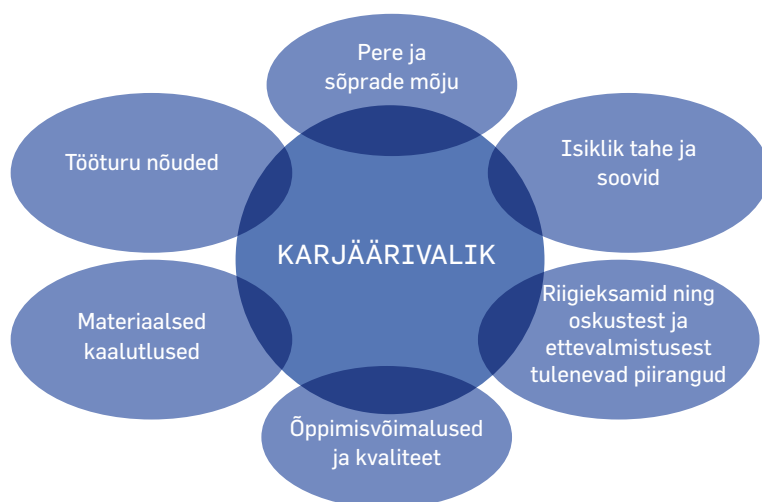 Pere ja
sõprade mõju
Tööturu nõuded
Isiklik tahe ja
soovid
KARJÄÄRIVALIK
Materiaalsed
kaalutlused
Riigieksamid ning
oskustest ja
ettevalmistusest
tulenevad piirangud
Õppimisvõimalused
ja kvaliteet